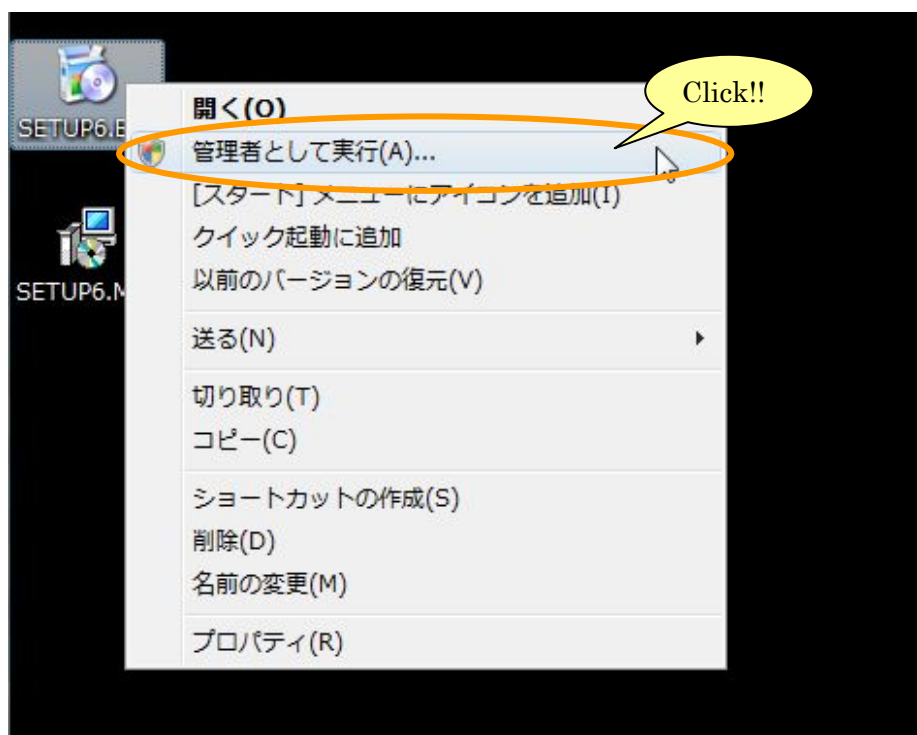 Click!!
SETUP6.E
開く(O)
管理者として実行(A)...
[スタート] メニューにアイコンを追加(I)
クイック起動に追加
以前のバージョンの復元(V)
SETUP6.M
送る(N)
切り取り(T)
コピー(C)
ショートカットの作成(S)
削除(D)
名前の変更(M)
プロパティ(R)